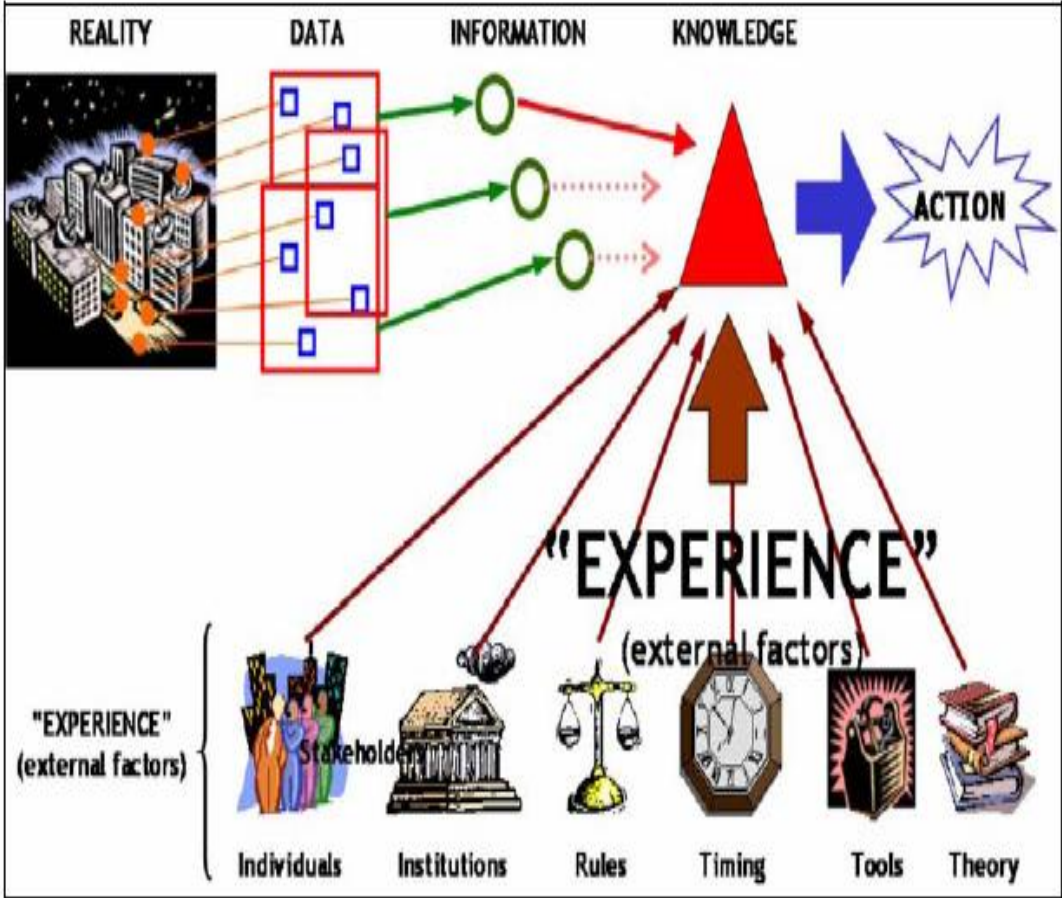 REALITY
DATA
INFORMATION
KNOWLEDGE
ACTION
“EXPERIENCE”
(external factors)
“EXPERIENCE”
(external factors)
Stakeholders
Individuals
Institutions
Rules
Timing
Tools
Theory